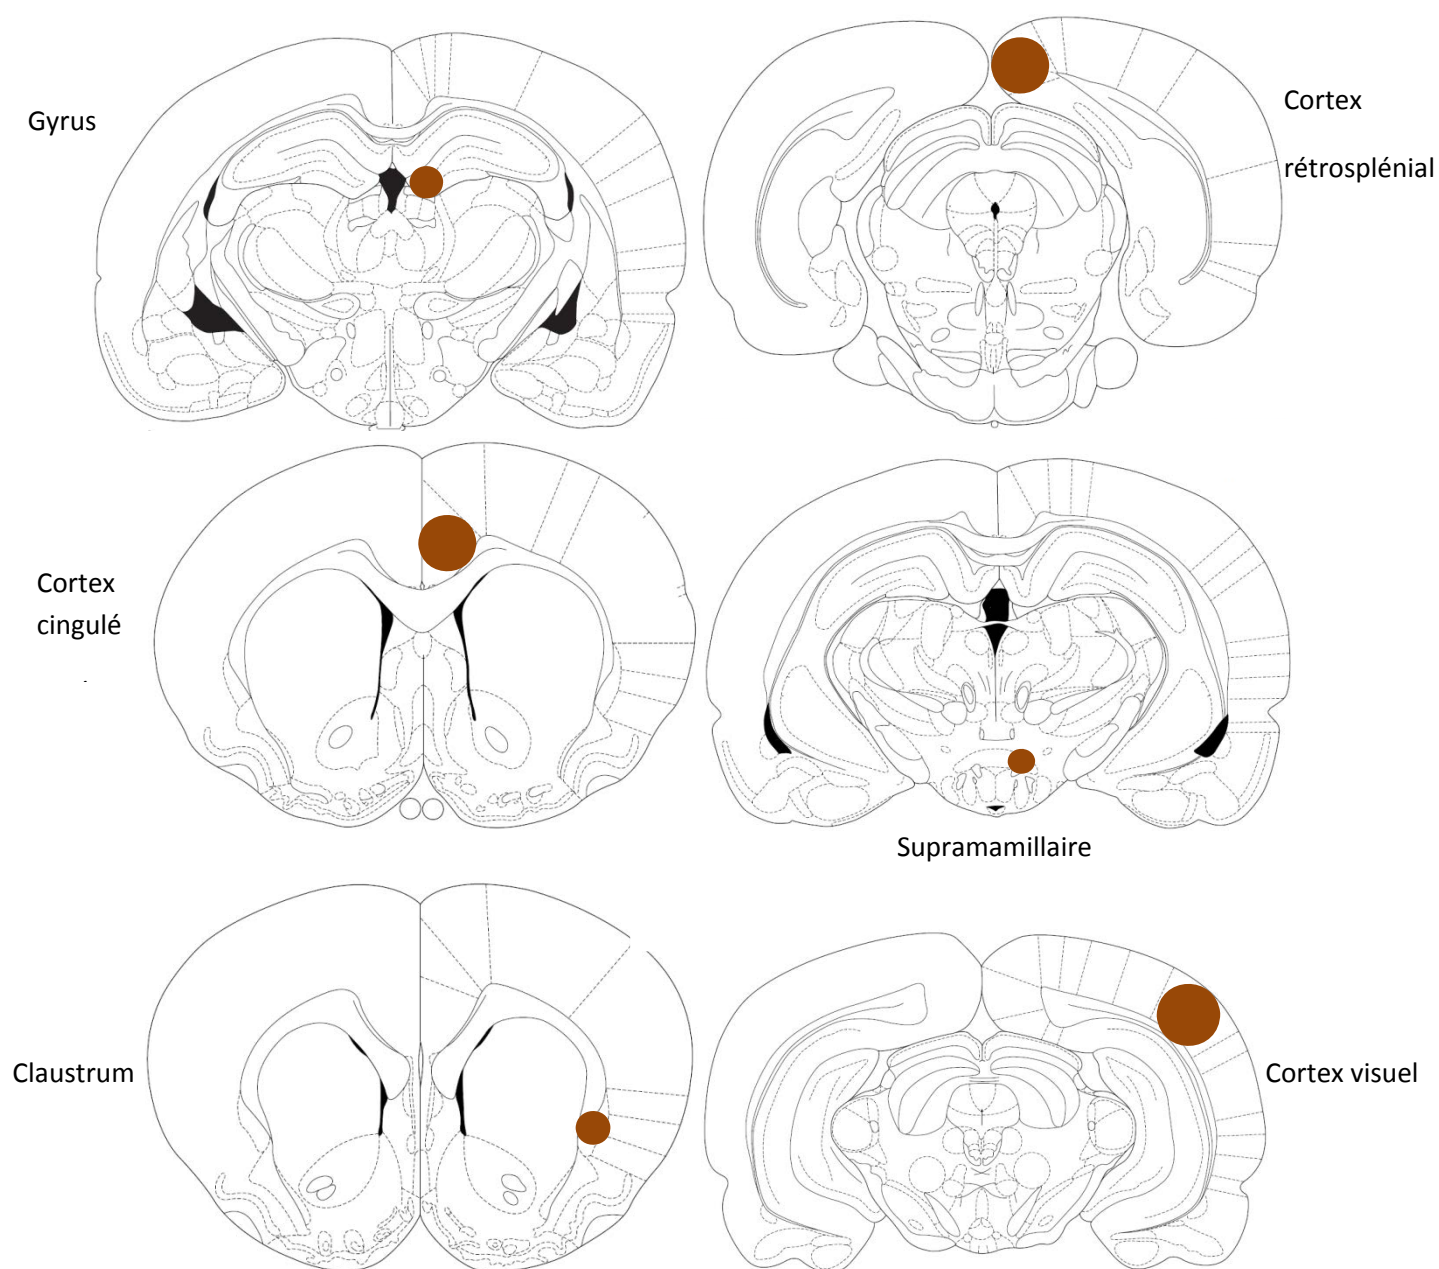 Gyrus
Cortex
rétrosplénial
Cortex
cingulé
Supramamillaire
Claustrum
Cortex visuel